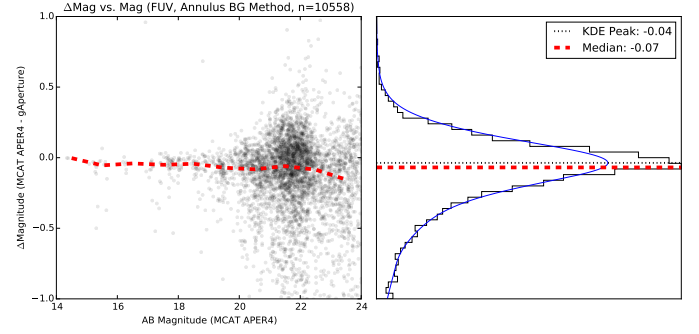 ΔMag vs. Mag (FUV, Annulus BG Method, n=10558)
1.0
0.5
0.0
−0.5
−1.0
ΔMagnitude (MCAT APER4 - gAperture)
14
16
18
20
22
24
AB Magnitude (MCAT APER4)
KDE Peak: -0.04
Median: -0.07